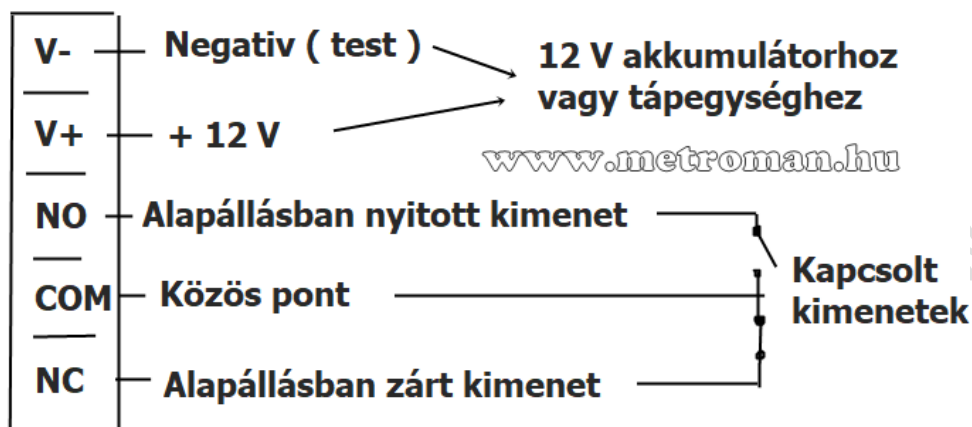 V- Negativ ( test )
12 V akkumulátorhoz
vagy tápegységhez
V+ + 12 V
www.metroman.hu
NO Alapállásban nyitott kimenet
Kapcsolt
kimenetek
COM Közös pont
NC Alapállásban zárt kimenet